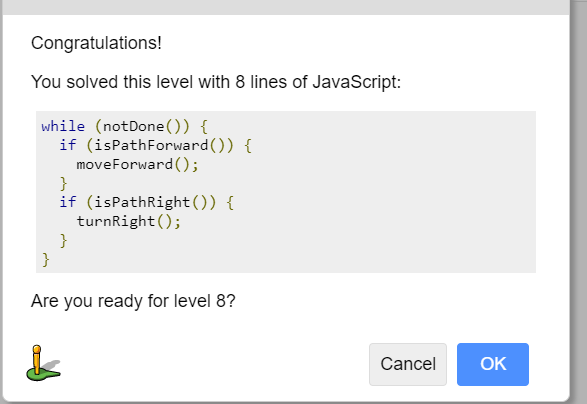 Congratulations!
You solved this level with 8 lines of JavaScript:
while (notDone()) {
  if (isPathForward()) {
    moveForward();
  }
  if (isPathRight()) {
    turnRight();
  }
}
Are you ready for level 8?
Cancel
OK